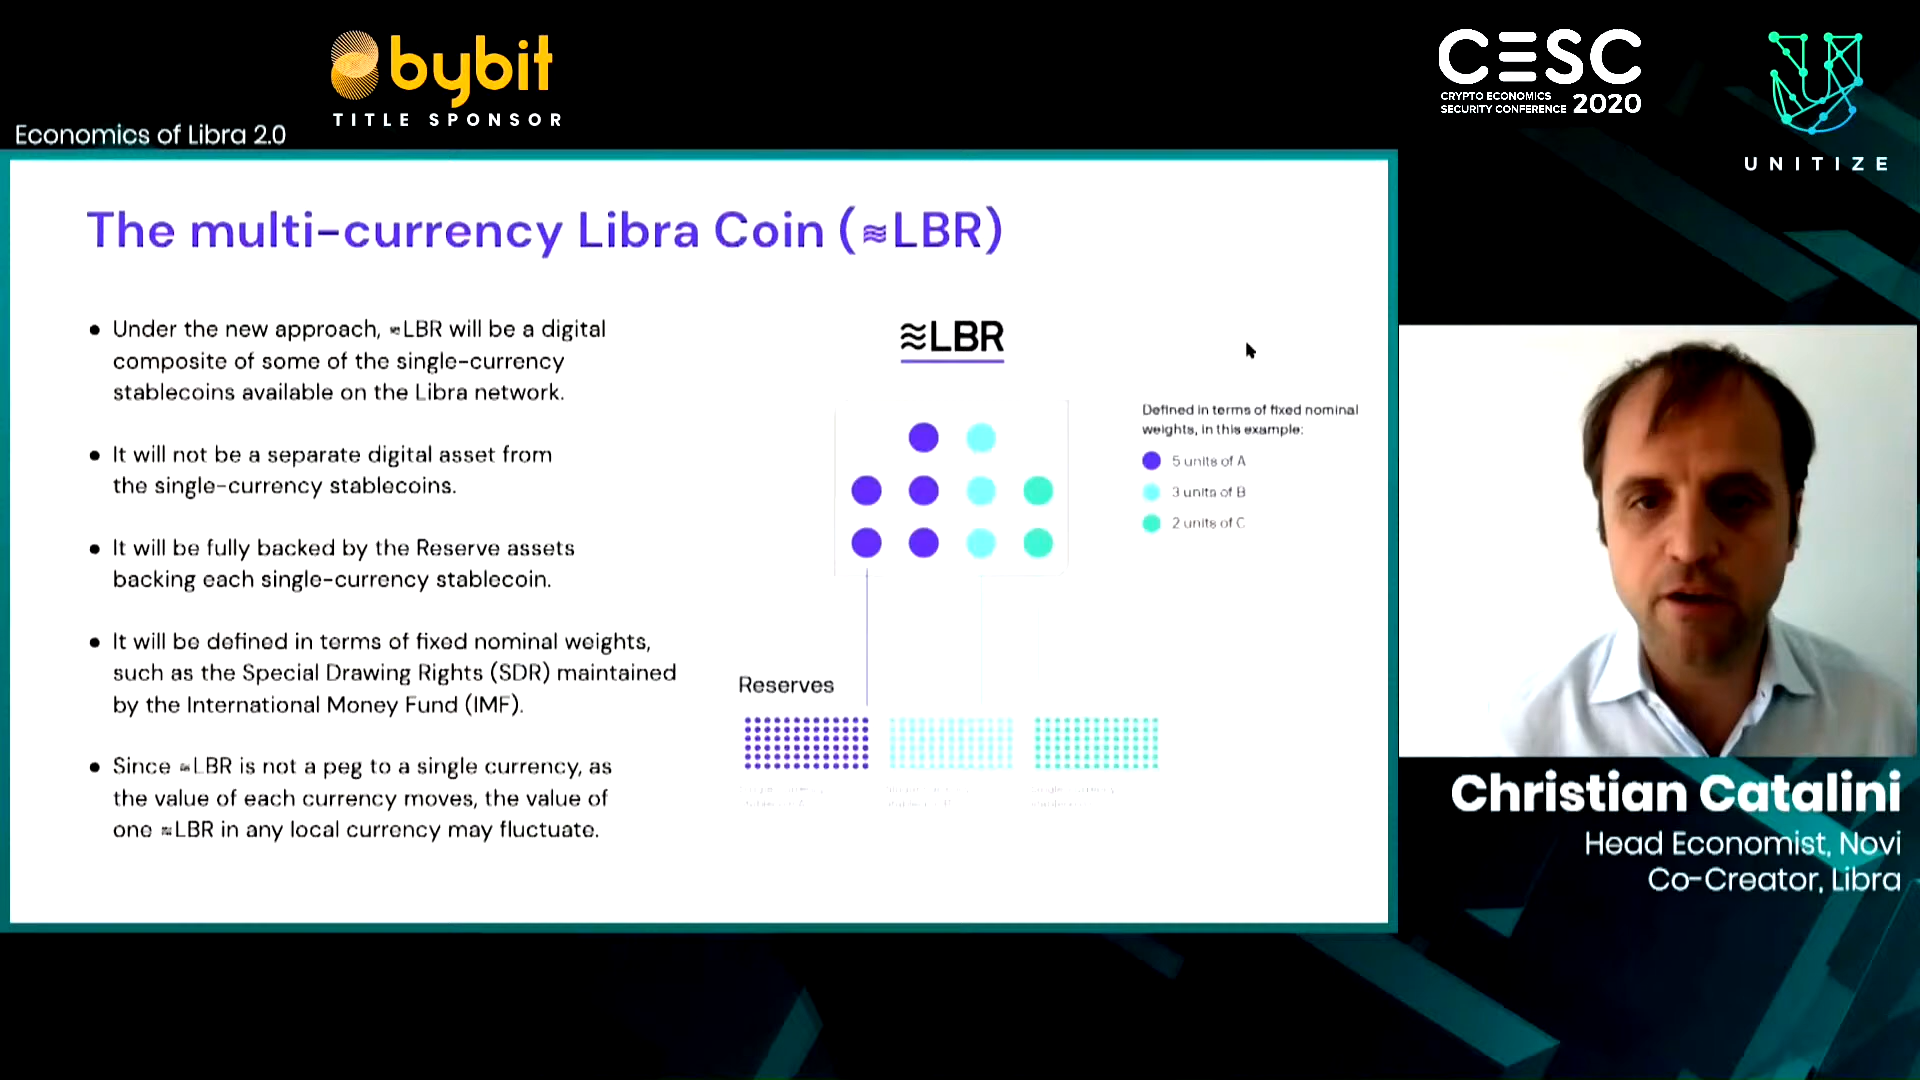 bybit
TITLE SPONSOR
CESC
CRYPTO ECONOMICS
SECURITY CONFERENCE 2020
UNITIZE
Economics of Libra 2.0
The multi-currency Libra Coin (≋LBR)
• Under the new approach, ≋LBR will be a digital
composite of some of the single-currency
stablecoins available on the Libra network.
• It will not be a separate digital asset from
the single-currency stablecoins.
• It will be fully backed by the Reserve assets
backing each single-currency stablecoin.
• It will be defined in terms of fixed nominal weights,
such as the Special Drawing Rights (SDR) maintained
by the International Money Fund (IMF).
• Since ≋LBR is not a peg to a single currency, as
the value of each currency moves, the value of
one ≋LBR in any local currency may fluctuate.
≋LBR
Defined in terms of fixed nominal
weights, in this example:
5 units of A
3 units of B
2 units of C
Reserves
Christian Catalini
Head Economist, Novi
Co-Creator, Libra